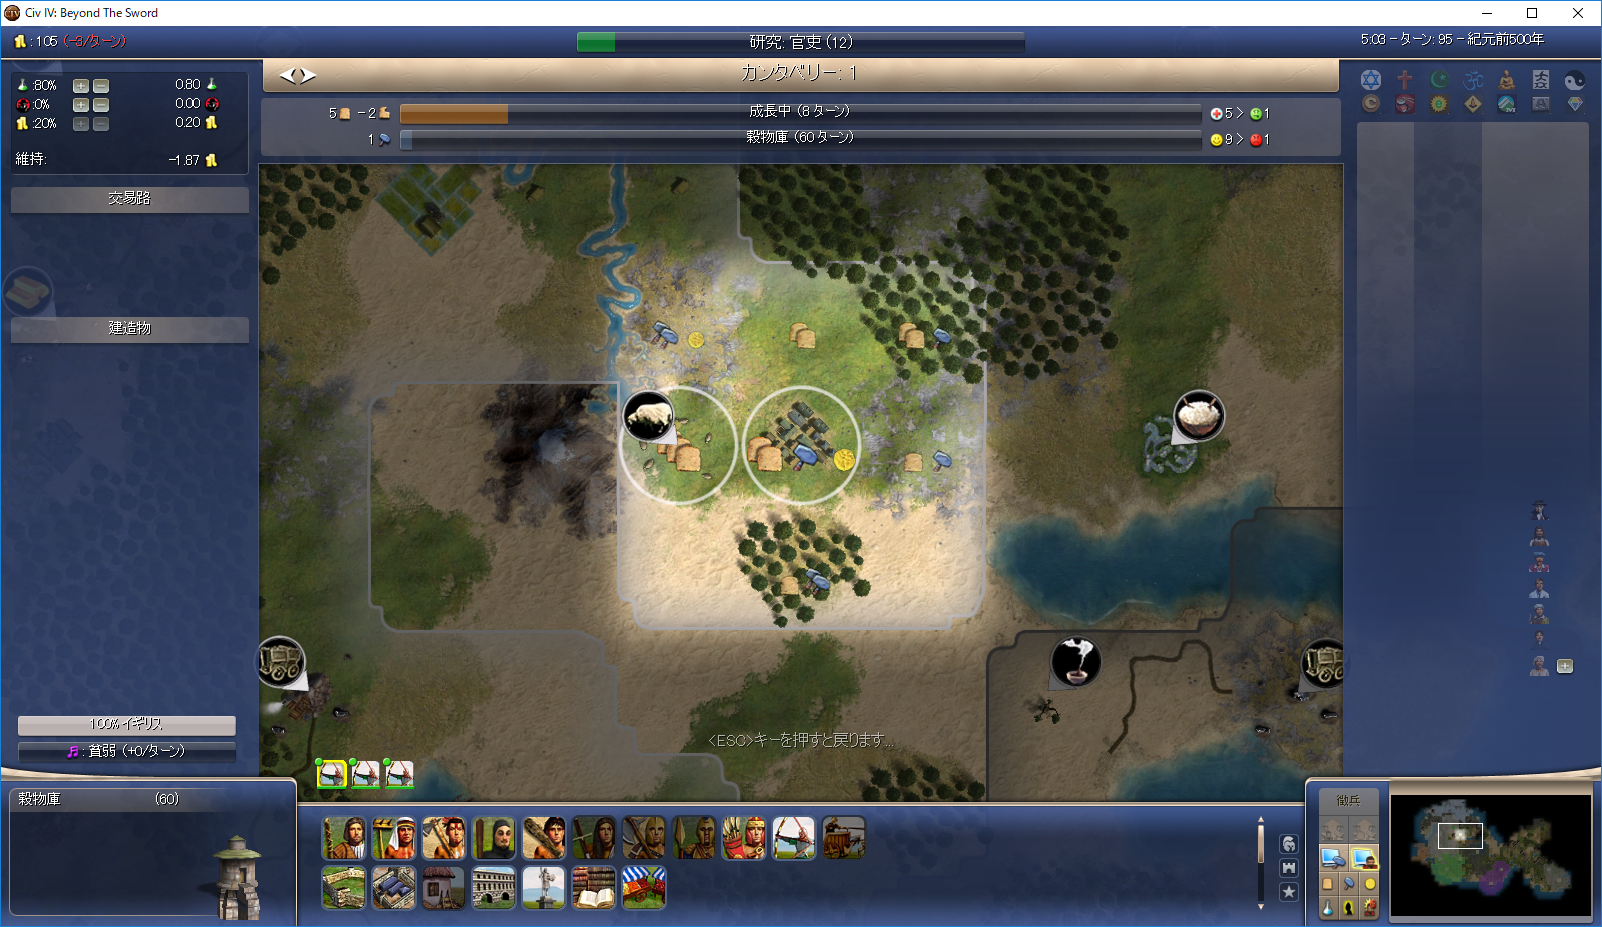 Civ IV: Beyond The Sword
: 105 (-3/ターン)
研究: 官吏 (12)
5:03 - ターン: 95 - 紀元前500年
カンタベリー: 1
:80% 0.80
:0% 0.00
:20% 0.20
維持: -1.87
5 - 2 成長中 (8 ターン) 5 > 1
1 穀物庫 (60 ターン) 9 > 1
交易路
建造物
100% イギリス
: 貧弱 (+0/ターン)
<ESC>キーを押すと戻ります...
穀物庫 (60)
徴兵